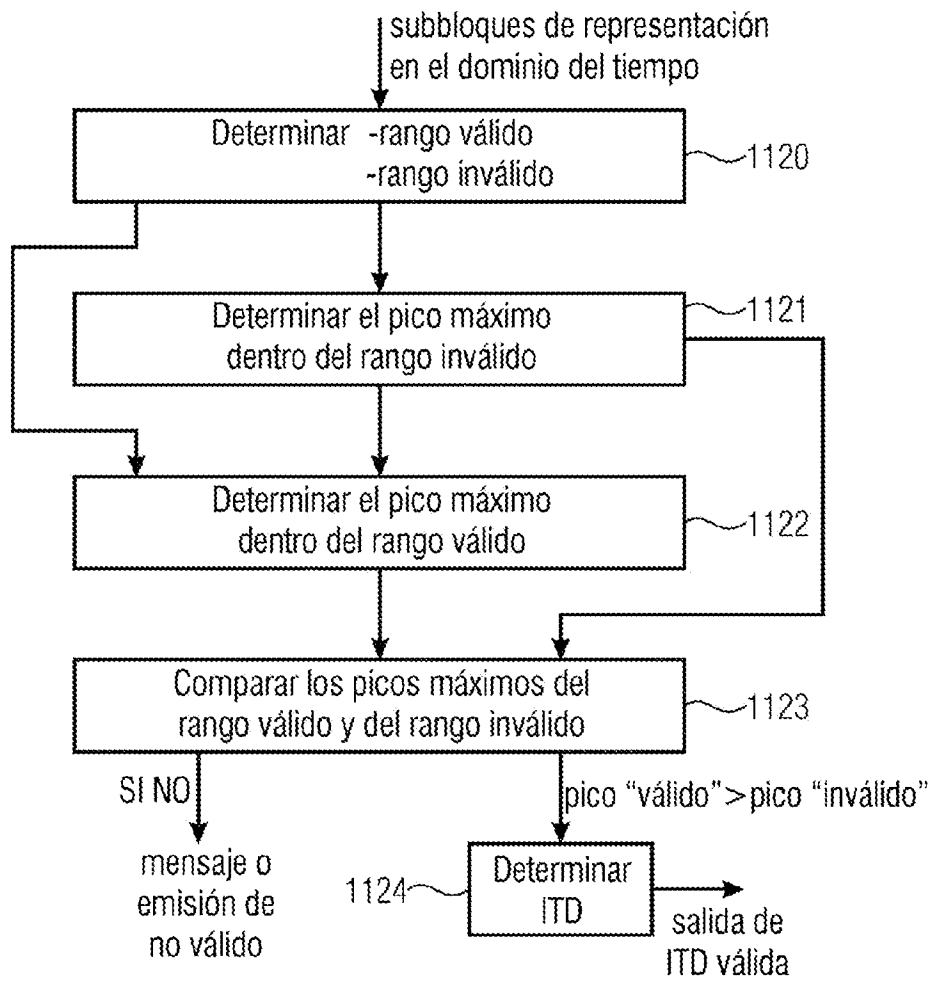 subbloques de representación
en el dominio del tiempo
Determinar -rango válido
-rango inválido
1120
Determinar el pico máximo
dentro del rango inválido
1121
Determinar el pico máximo
dentro del rango válido
1122
Comparar los picos máximos del
rango válido y del rango inválido
1123
SI NO
pico “válido”>pico “inválido”
mensaje o
emisión de
no válido
1124
Determinar
ITD
salida de
ITD válida